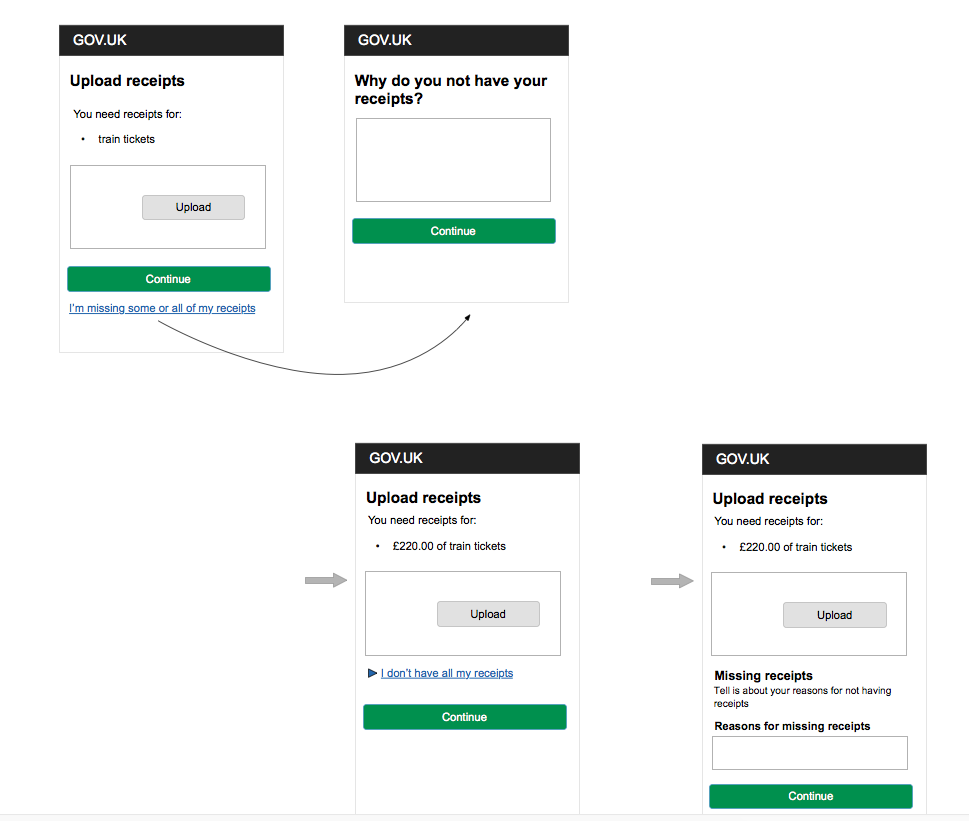 GOV.UK
Upload receipts
You need receipts for:
• train tickets
Upload
Continue
I'm missing some or all of my receipts
GOV.UK
Why do you not have your
receipts?
Continue
GOV.UK
Upload receipts
You need receipts for:
• £220.00 of train tickets
Upload
I don't have all my receipts
Continue
GOV.UK
Upload receipts
You need receipts for:
• £220.00 of train tickets
Upload
Missing receipts
Tell is about your reasons for not having
receipts
Reasons for missing receipts
Continue